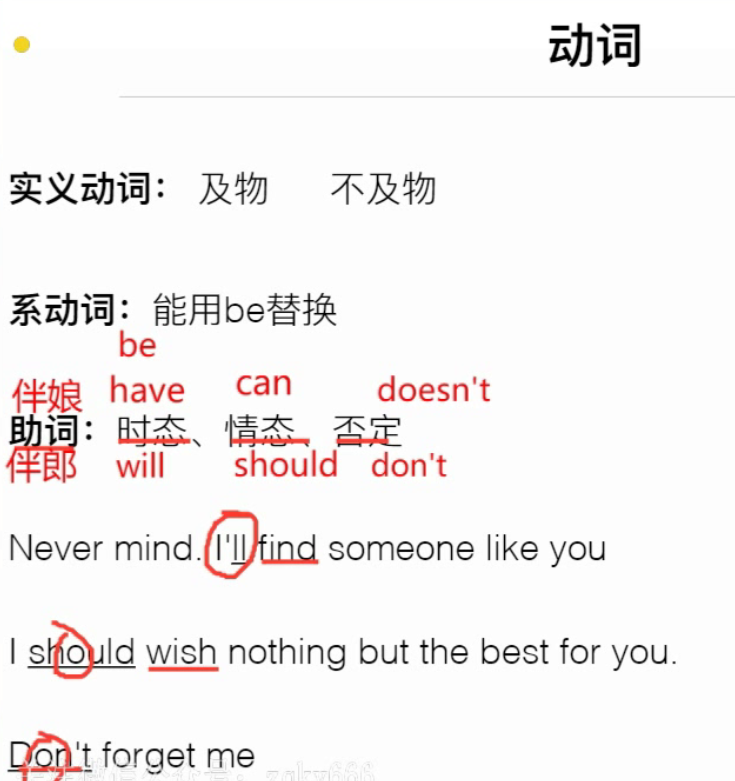 动词
实义动词： 及物 不及物
系动词：能用be替换
be
伴娘 have can doesn't
助词：时态、情态、否定
伴郎 will should don't
Never mind. I'll find someone like you
I should wish nothing but the best for you.
Don't forget me